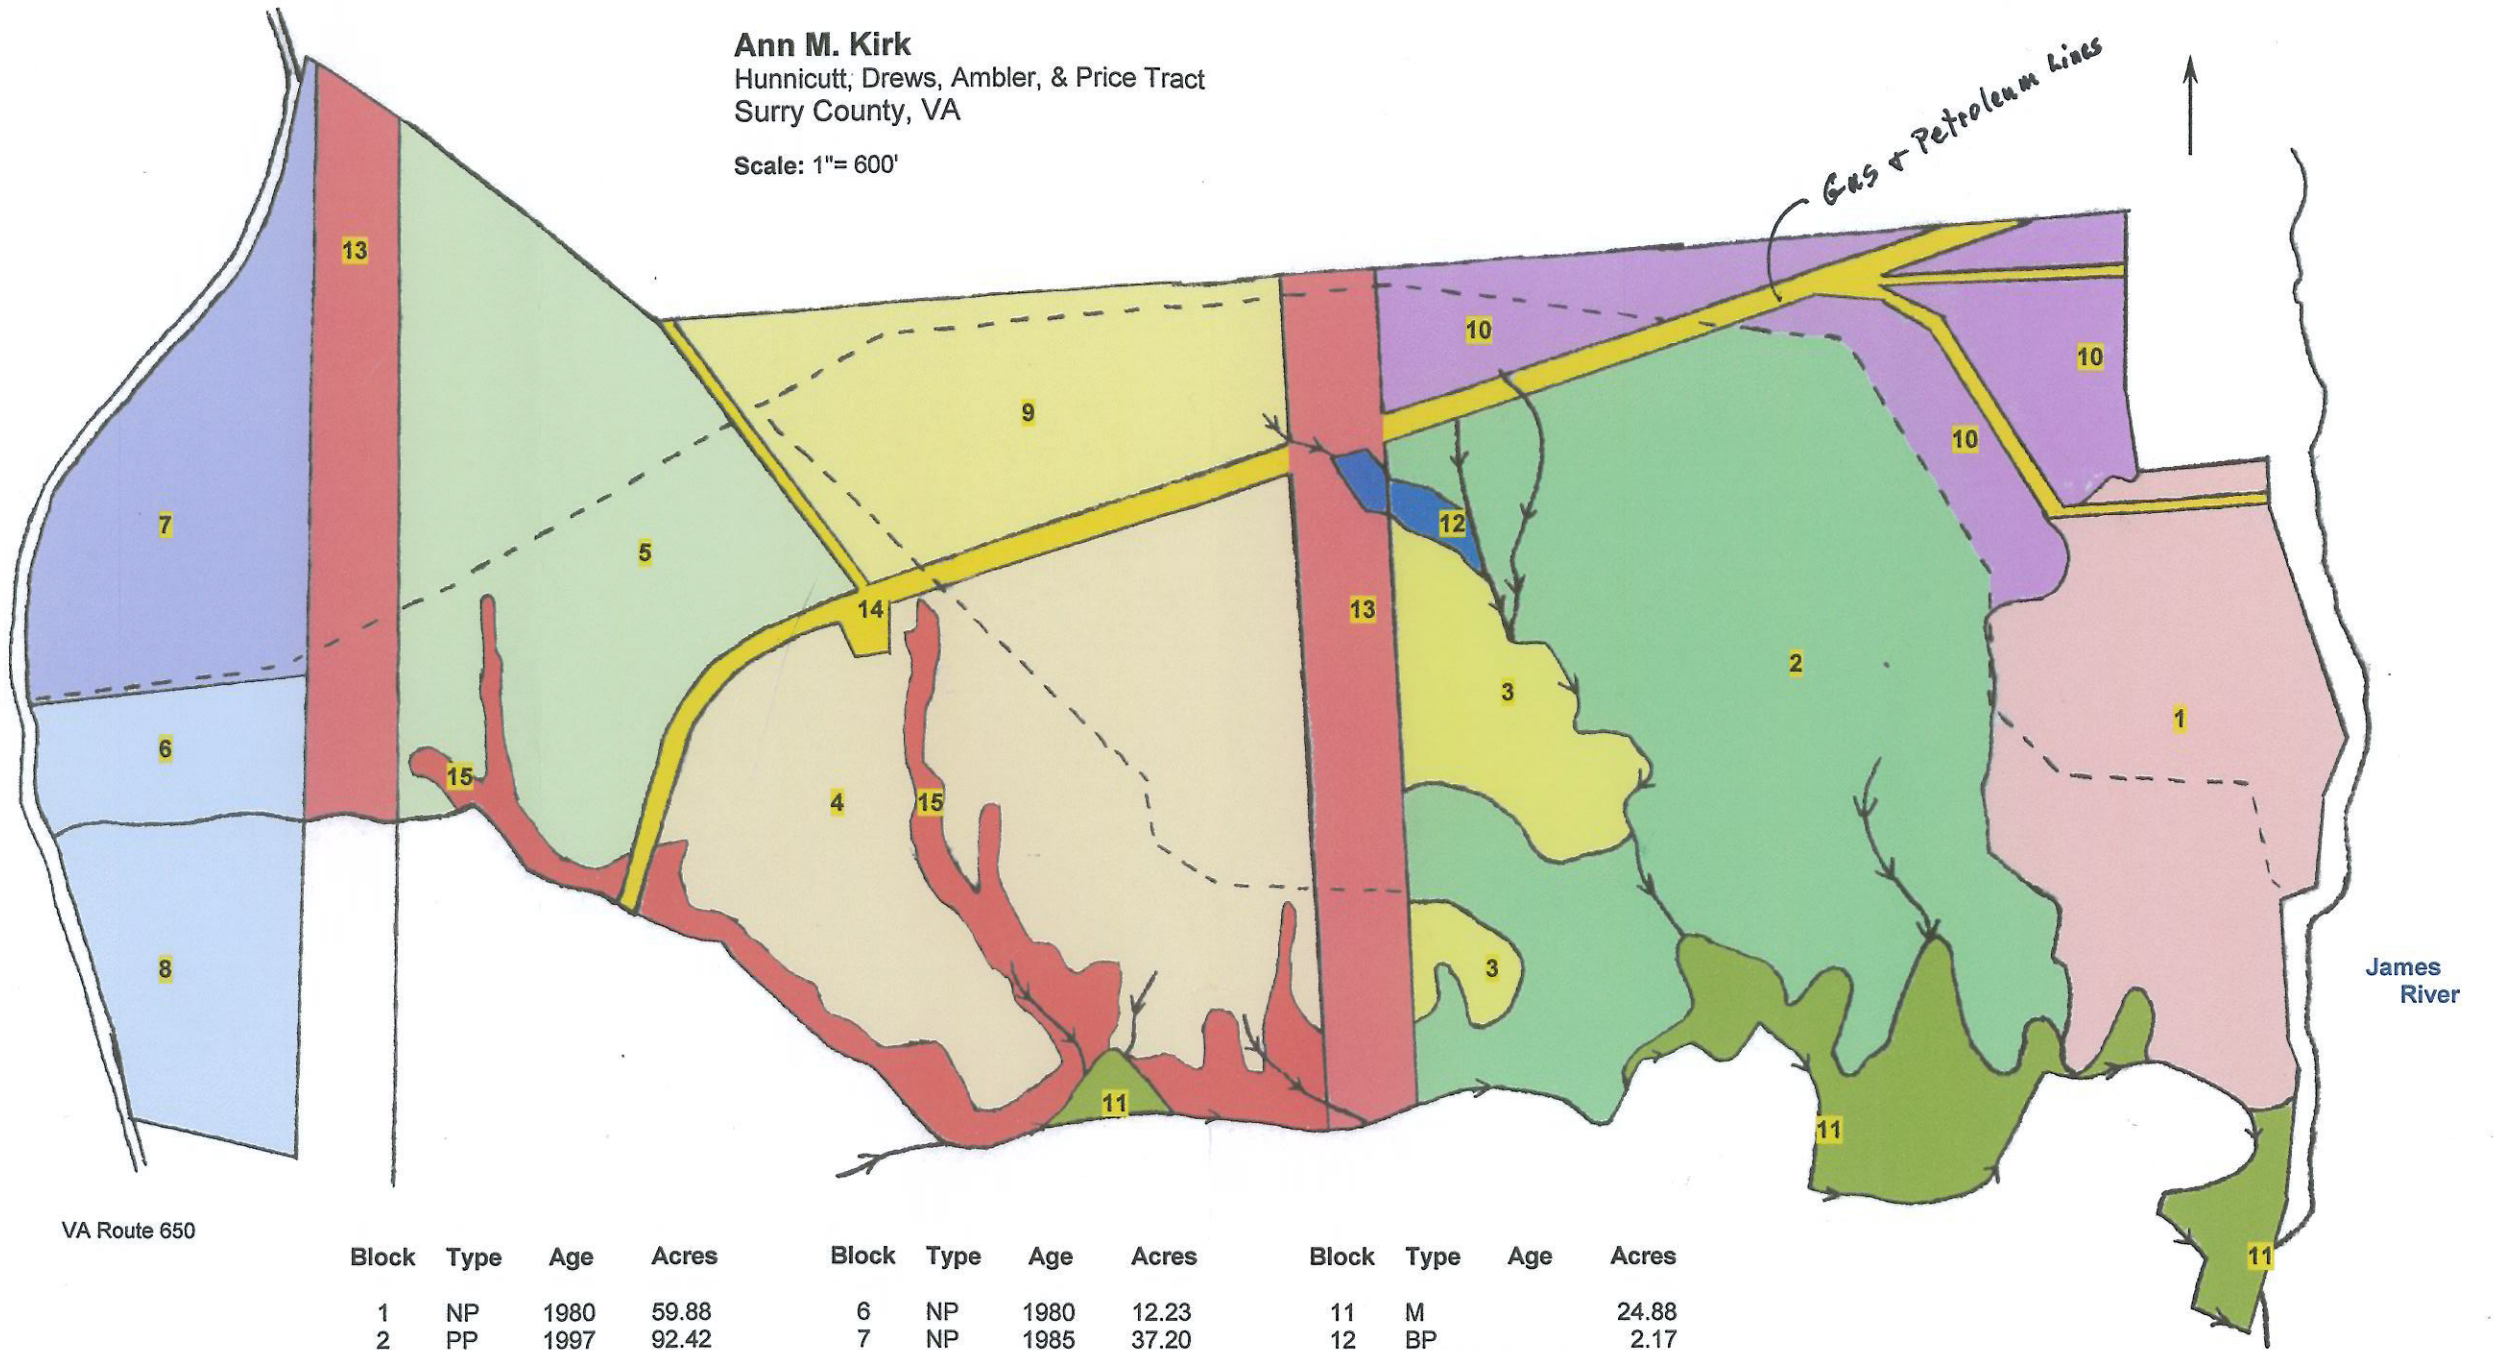 Ann M. Kirk
Hunnicutt, Drews, Ambler, & Price Tract
Surry County, VA
Scale: 1"= 600'
Gas & Petroleum Lines
13
10
10
9
10
7
5
12
14
13
3
2
1
6
15
4
15
8
3
James
River
11
11
11
VA Route 650
Block Type Age Acres Block Type Age Acres Block Type Age Acres
1 NP 1980 59.88 6 NP 1980 12.23 11 M 24.88
2 PP 1997 92.42 7 NP 1985 37.20 12 BP 2.17